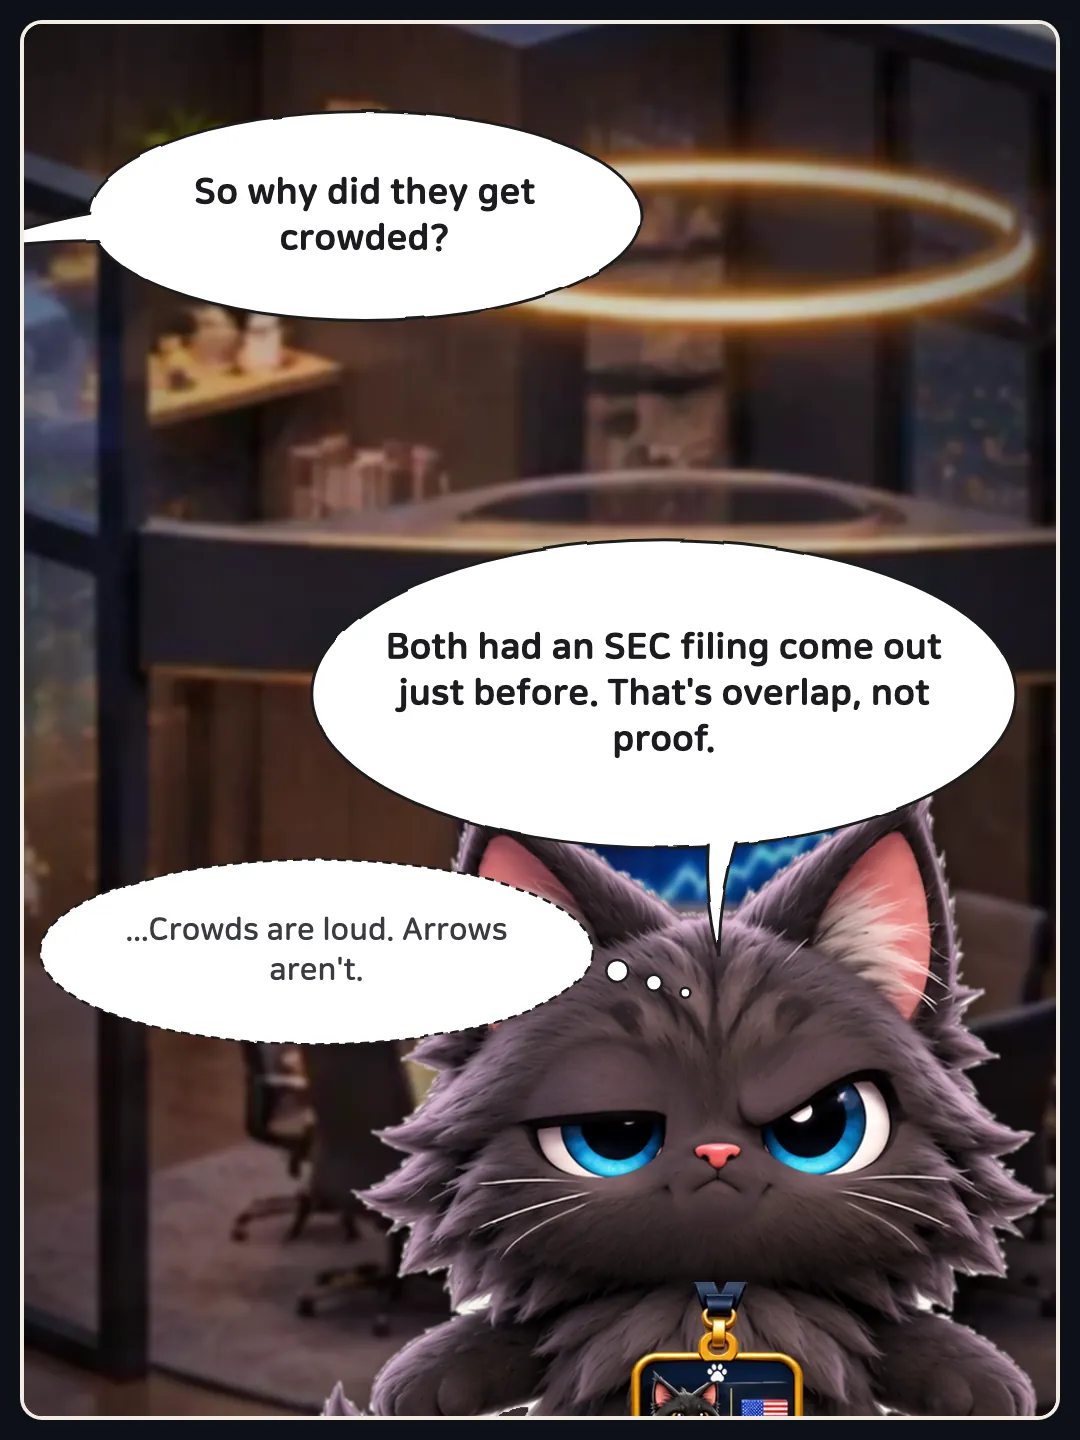 So why did they get
crowded?
Both had an SEC filing come out
just before. That's overlap, not
proof.
...Crowds are loud. Arrows
aren't.